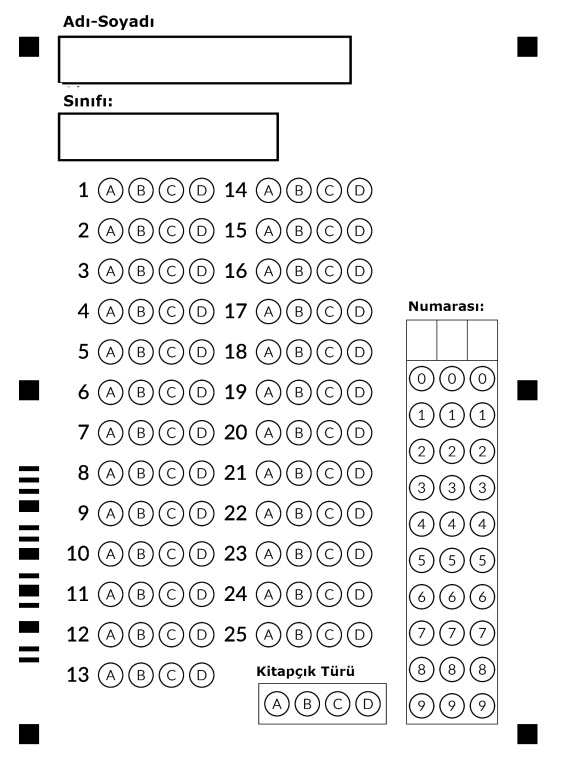 Adı-Soyadı
Sınıfı:
1 A B C D 14 A B C D
2 A B C D 15 A B C D
3 A B C D 16 A B C D
4 A B C D 17 A B C D
5 A B C D 18 A B C D
6 A B C D 19 A B C D
7 A B C D 20 A B C D
8 A B C D 21 A B C D
9 A B C D 22 A B C D
10 A B C D 23 A B C D
11 A B C D 24 A B C D
12 A B C D 25 A B C D
13 A B C D
Kitapçık Türü
A B C D
Numarası:
0 0 0
1 1 1
2 2 2
3 3 3
4 4 4
5 5 5
6 6 6
7 7 7
8 8 8
9 9 9